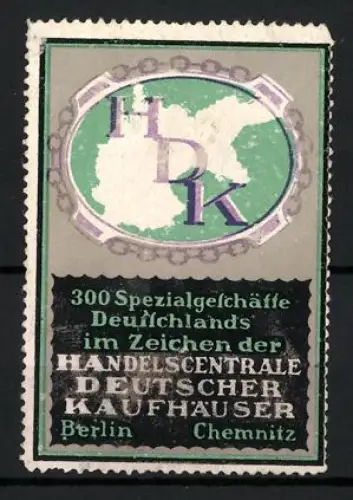 HDK
300 Spezialgeſchäfte
Deutſchlands
im Zeichen der
HANDELSCENTRALE
DEUTSCHER
KAUFHÄUSER
Berlin Chemnitz